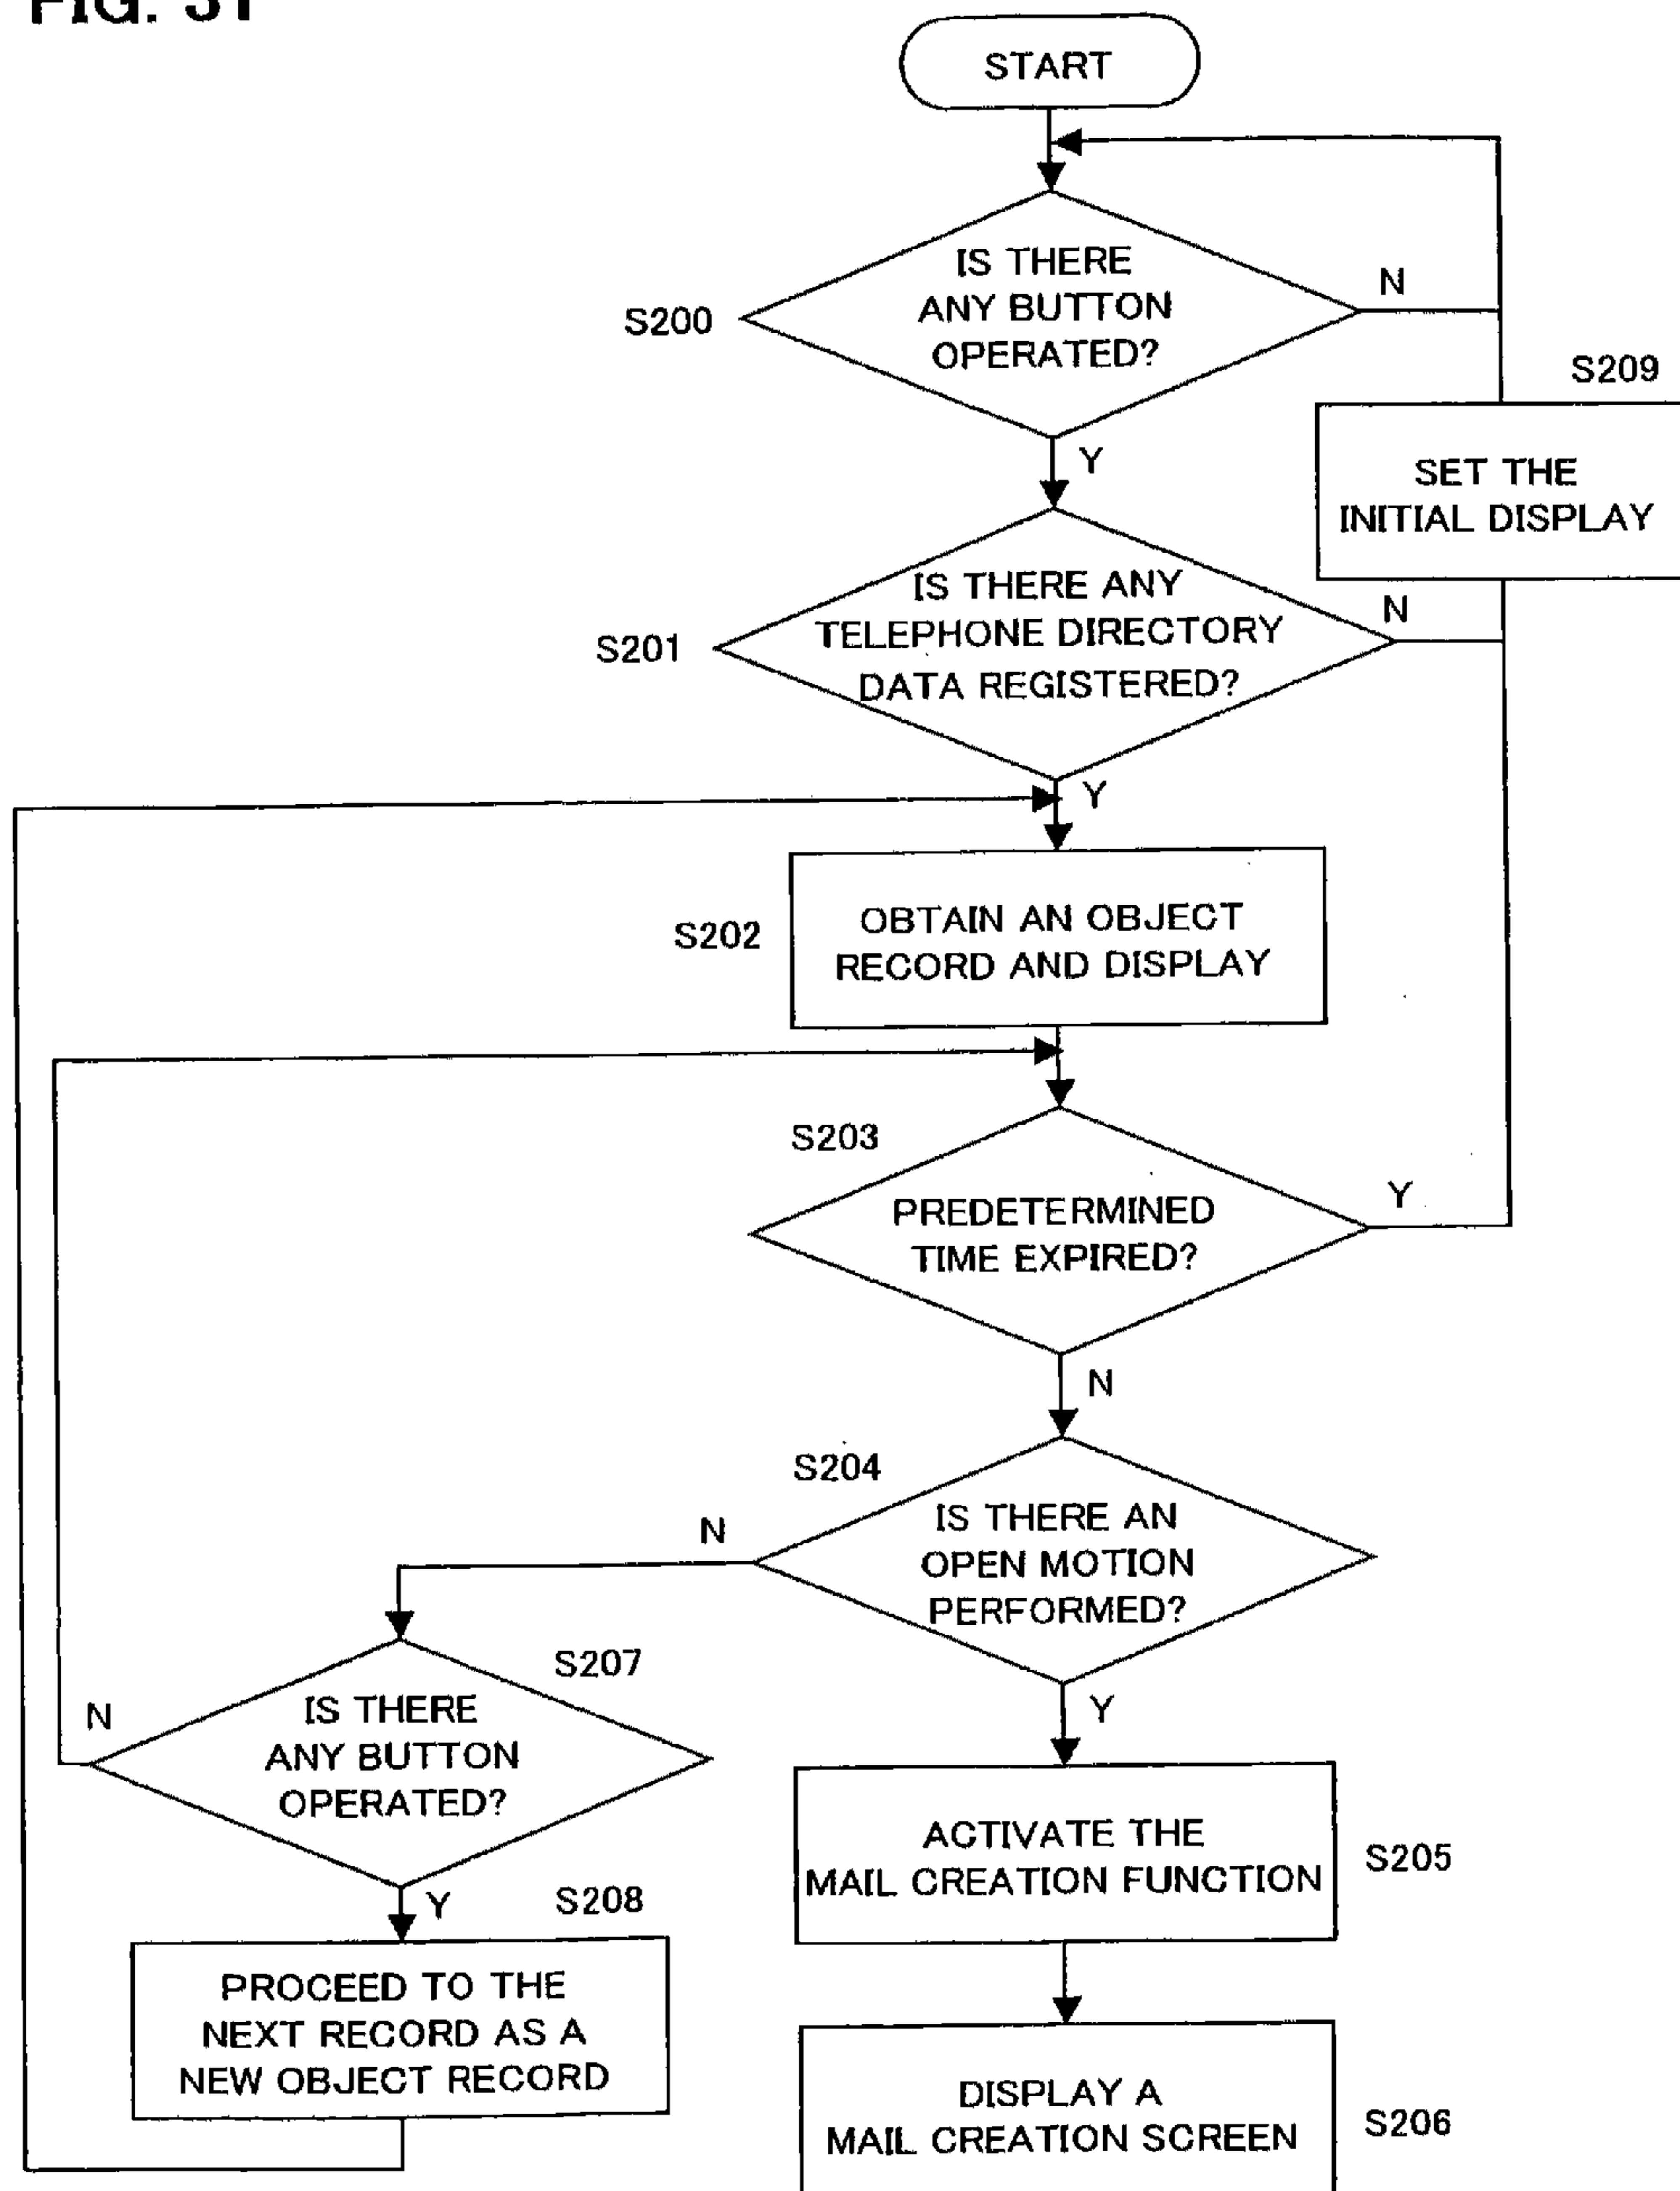 FIG. 31
START
IS THERE
ANY BUTTON
OPERATED?
S200
N
Y
S209
SET THE
INITIAL DISPLAY
IS THERE ANY
TELEPHONE DIRECTORY
DATA REGISTERED?
S201
N
Y
S202
OBTAIN AN OBJECT
RECORD AND DISPLAY
S203
PREDETERMINED
TIME EXPIRED?
Y
N
S204
IS THERE AN
OPEN MOTION
PERFORMED?
N
Y
S207
IS THERE
ANY BUTTON
OPERATED?
N
Y
ACTIVATE THE
MAIL CREATION FUNCTION
S205
S208
PROCEED TO THE
NEXT RECORD AS A
NEW OBJECT RECORD
DISPLAY A
MAIL CREATION SCREEN
S206